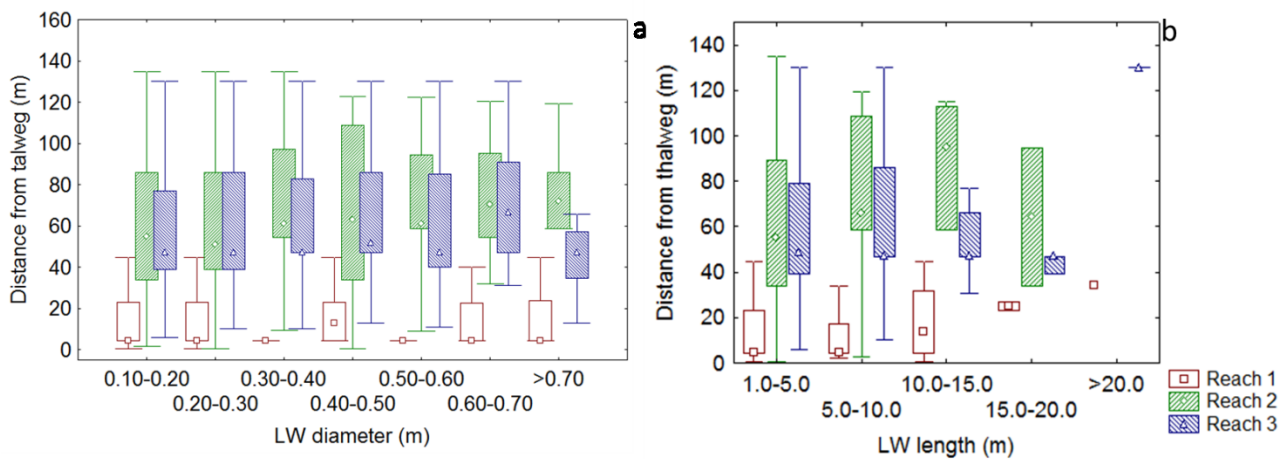 a
Distance from talweg (m)
160
140
120
100
80
60
40
20
0
0.10-0.20 0.30-0.40 0.50-0.60 >0.70
0.20-0.30 0.40-0.50 0.60-0.70
LW diameter (m)
b
Distance from thalweg (m)
140
120
100
80
60
40
20
0
1.0-5.0 10.0-15.0 >20.0
5.0-10.0 15.0-20.0
LW length (m)
Reach 1
Reach 2
Reach 3